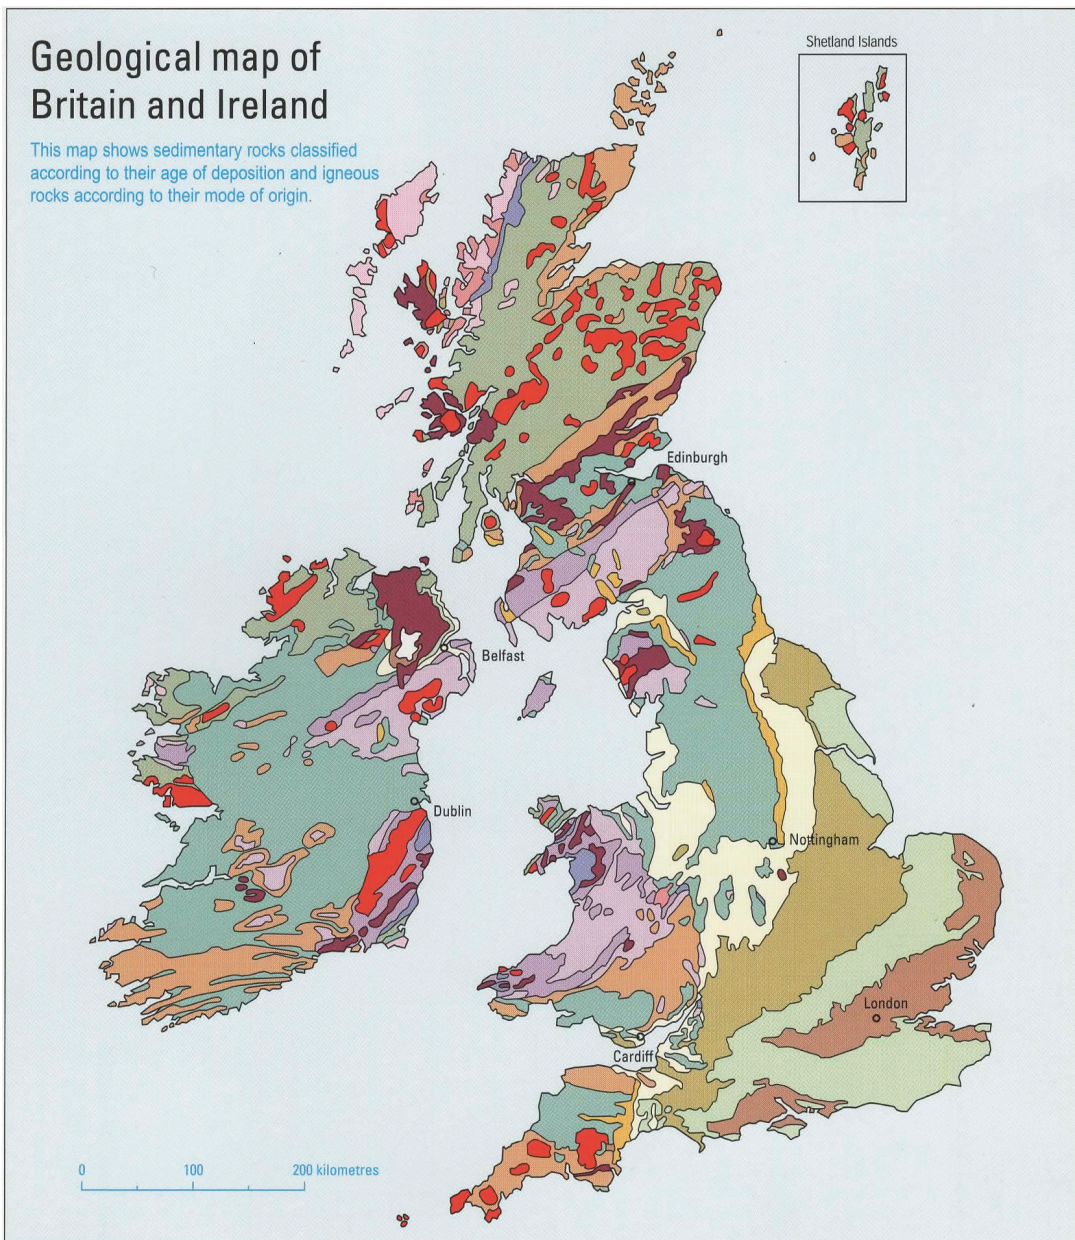 Geological map of
Britain and Ireland
This map shows sedimentary rocks classified
according to their age of deposition and igneous
rocks according to their mode of origin.
Shetland Islands
Edinburgh
Belfast
Dublin
Nottingham
London
Cardiff
0 100 200 kilometres